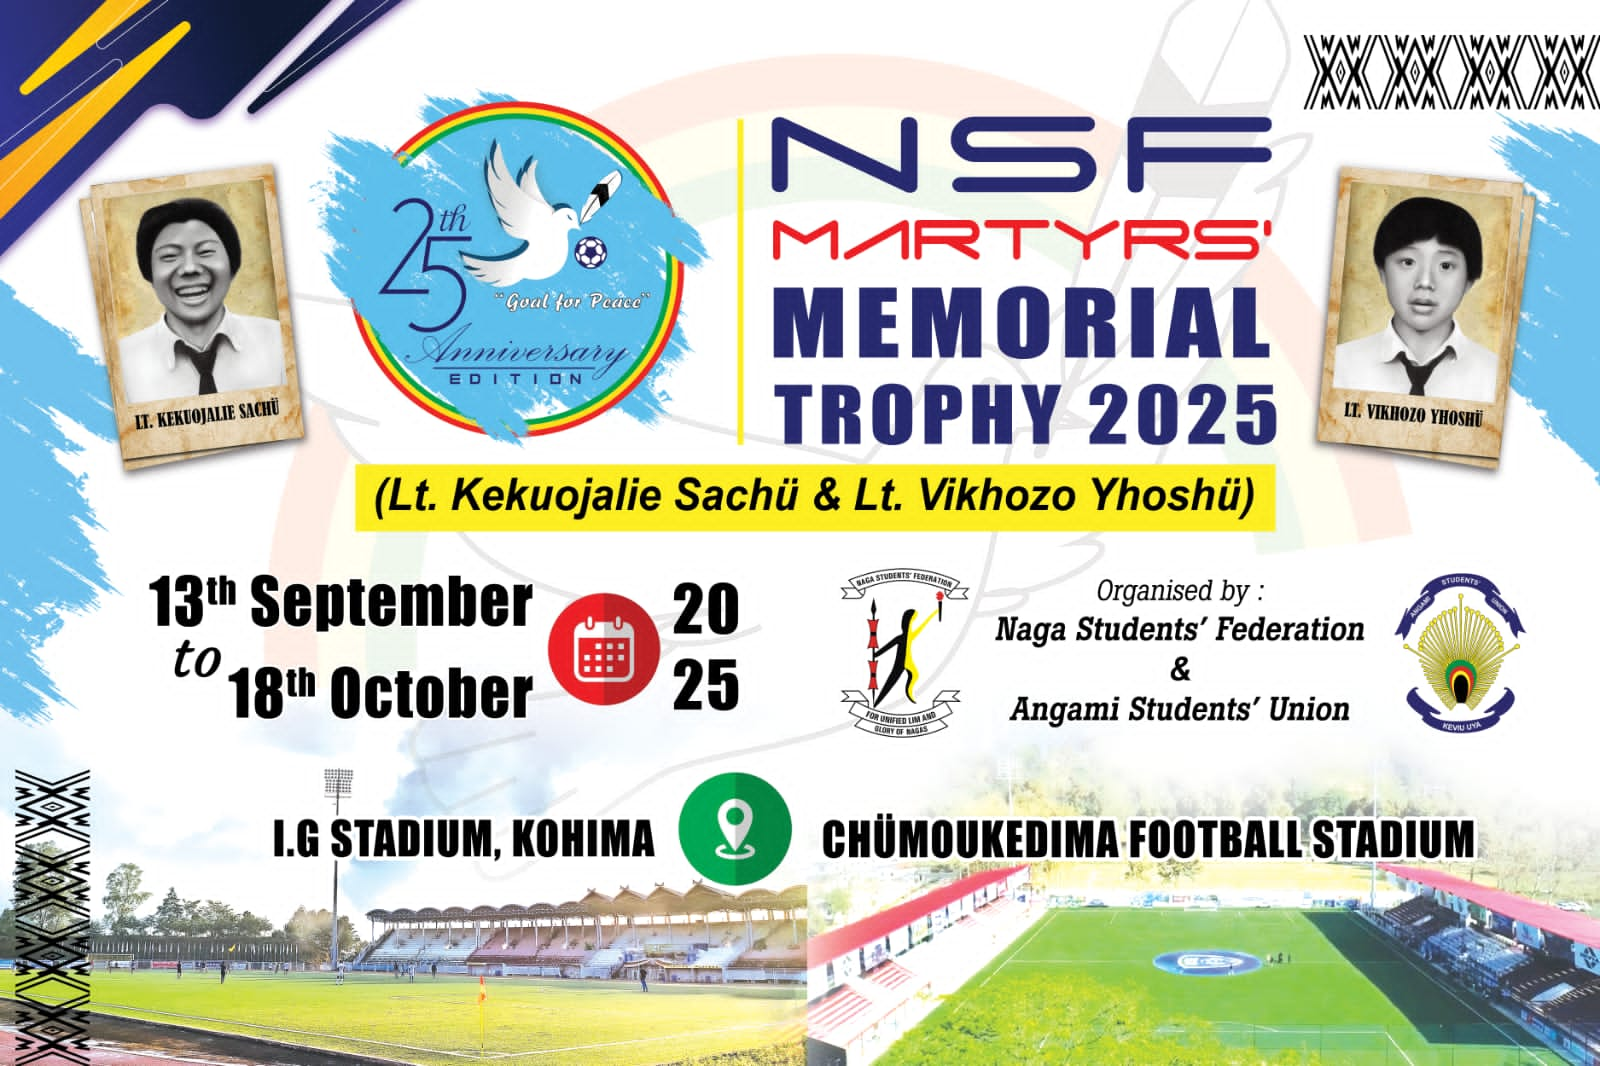 25th
Anniversary
EDITION
"Goal for Peace"
NSF
MARTYRS'
MEMORIAL
TROPHY 2025
LT. KEKUOJALIE SACHÜ
LT. VIKHOZO YHOSHÜ
(Lt. Kekuojalie Sachü & Lt. Vikhozo Yhoshü)
13th September
to
18th October
20
25
NAGA STUDENTS' FEDERATION
FOR UNIFIED LIM AND
GLORY OF NAGAS
Organised by :
Naga Students' Federation
&
Angami Students' Union
ANGAMI STUDENTS' UNION
KEVIU UYA
I.G STADIUM, KOHIMA
CHÜMOUKEDIMA FOOTBALL STADIUM